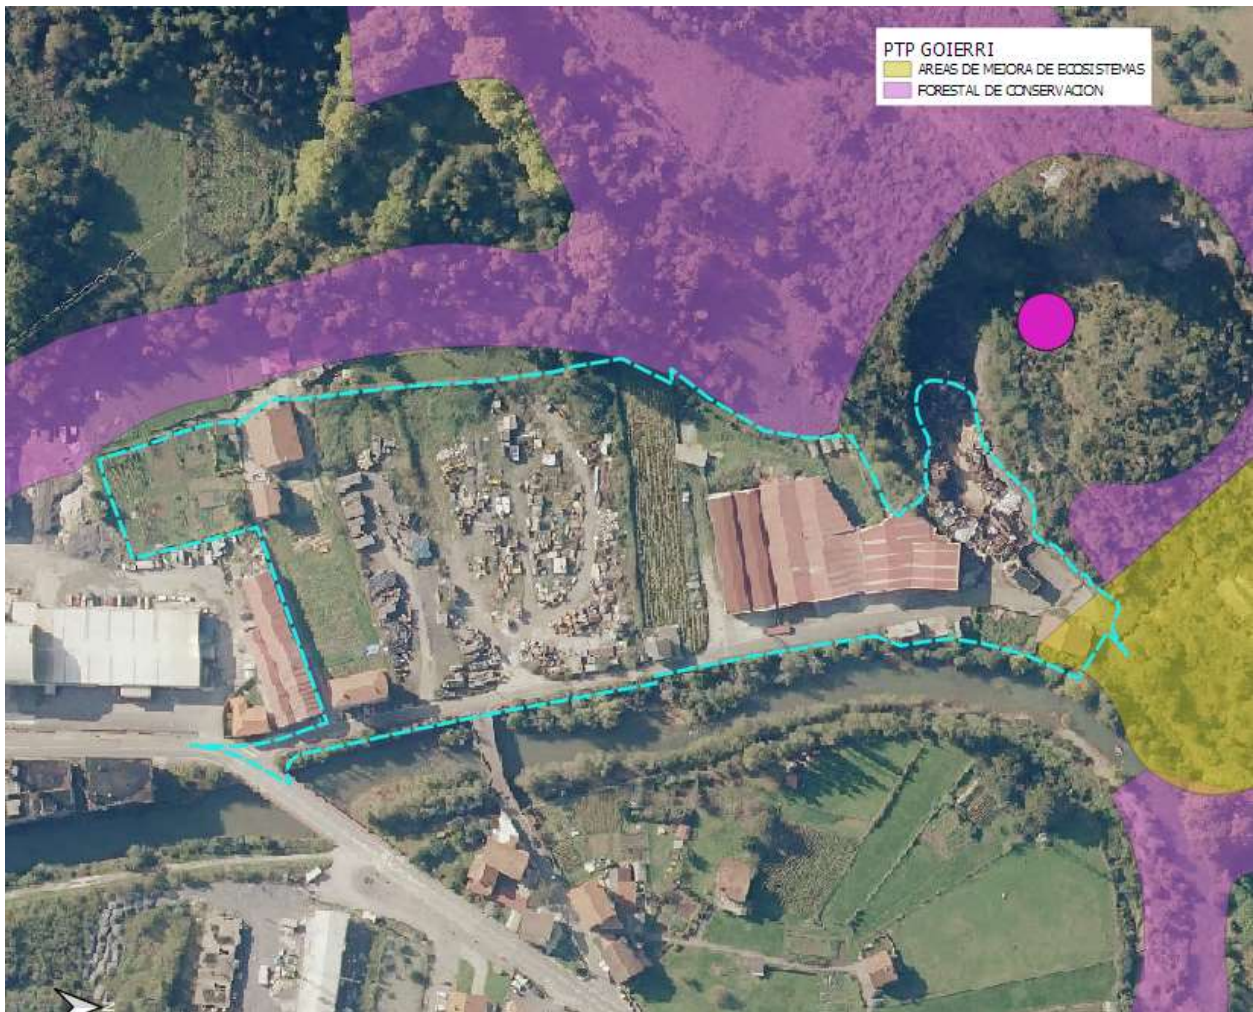 PTP GOIERRI
AREAS DE MEJORA DE ECOSISTEMAS
FORESTAL DE CONSERVACION